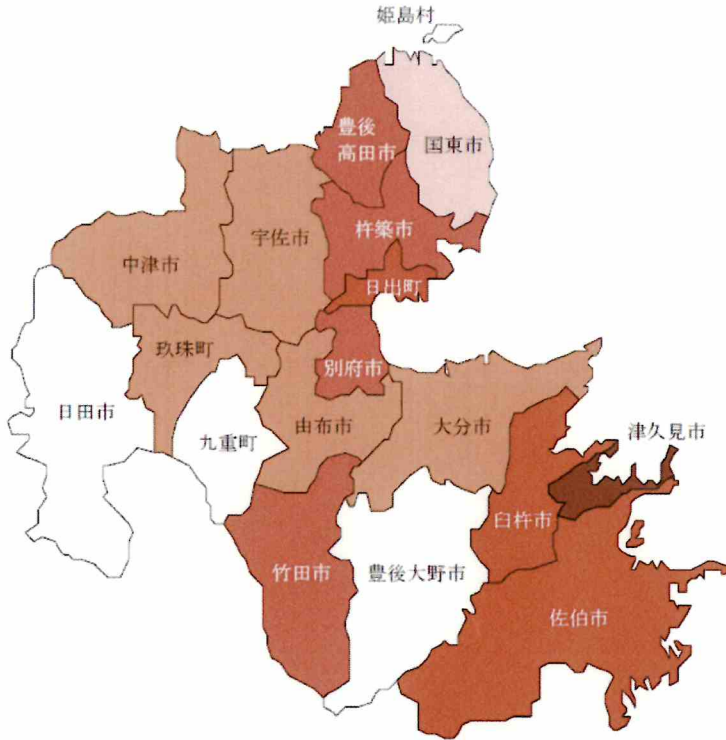 姫島村
豊後
高田市
国東市
宇佐市
杵築市
中津市
日出町
玖珠町
別府市
日田市
九重町
由布市
大分市
津久見市
臼杵市
竹田市
豊後大野市
佐伯市